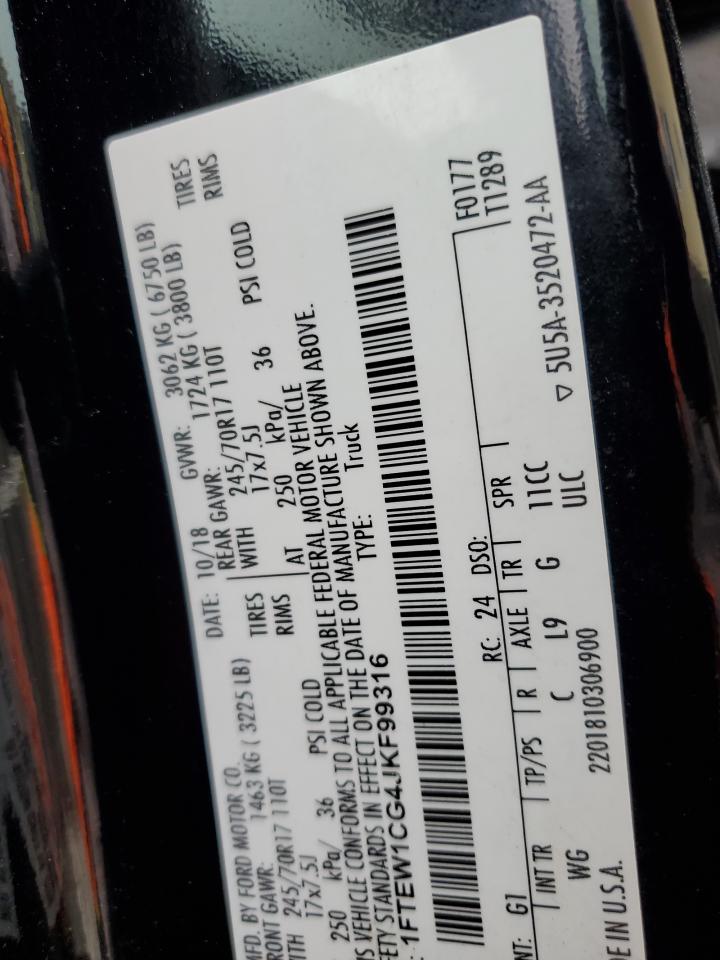 MFD. BY FORD MOTOR CO. DATE: 10/18 GVWR: 3062 KG ( 6750 LB)
FRONT GAWR: 1463 KG ( 3225 LB) REAR GAWR: 1724 KG ( 3800 LB)
WITH 245/70R17 110T TIRES WITH 245/70R17 110T TIRES
17x7.5J RIMS 17x7.5J RIMS
250 kPa/ 36 PSI COLD AT 250 kPa/ 36 PSI COLD
THIS VEHICLE CONFORMS TO ALL APPLICABLE FEDERAL MOTOR VEHICLE
SAFETY STANDARDS IN EFFECT ON THE DATE OF MANUFACTURE SHOWN ABOVE.
: 1FTEW1CG4JKF99316 TYPE: Truck
F0177
T1289
NT: G1 RC: 24 DSO:
INT TR TP/PS R AXLE TR SPR
WG C L9 G 11CC
ULC
DE IN U.S.A. 2201810306900 ▽ 5U5A-3520472-AA